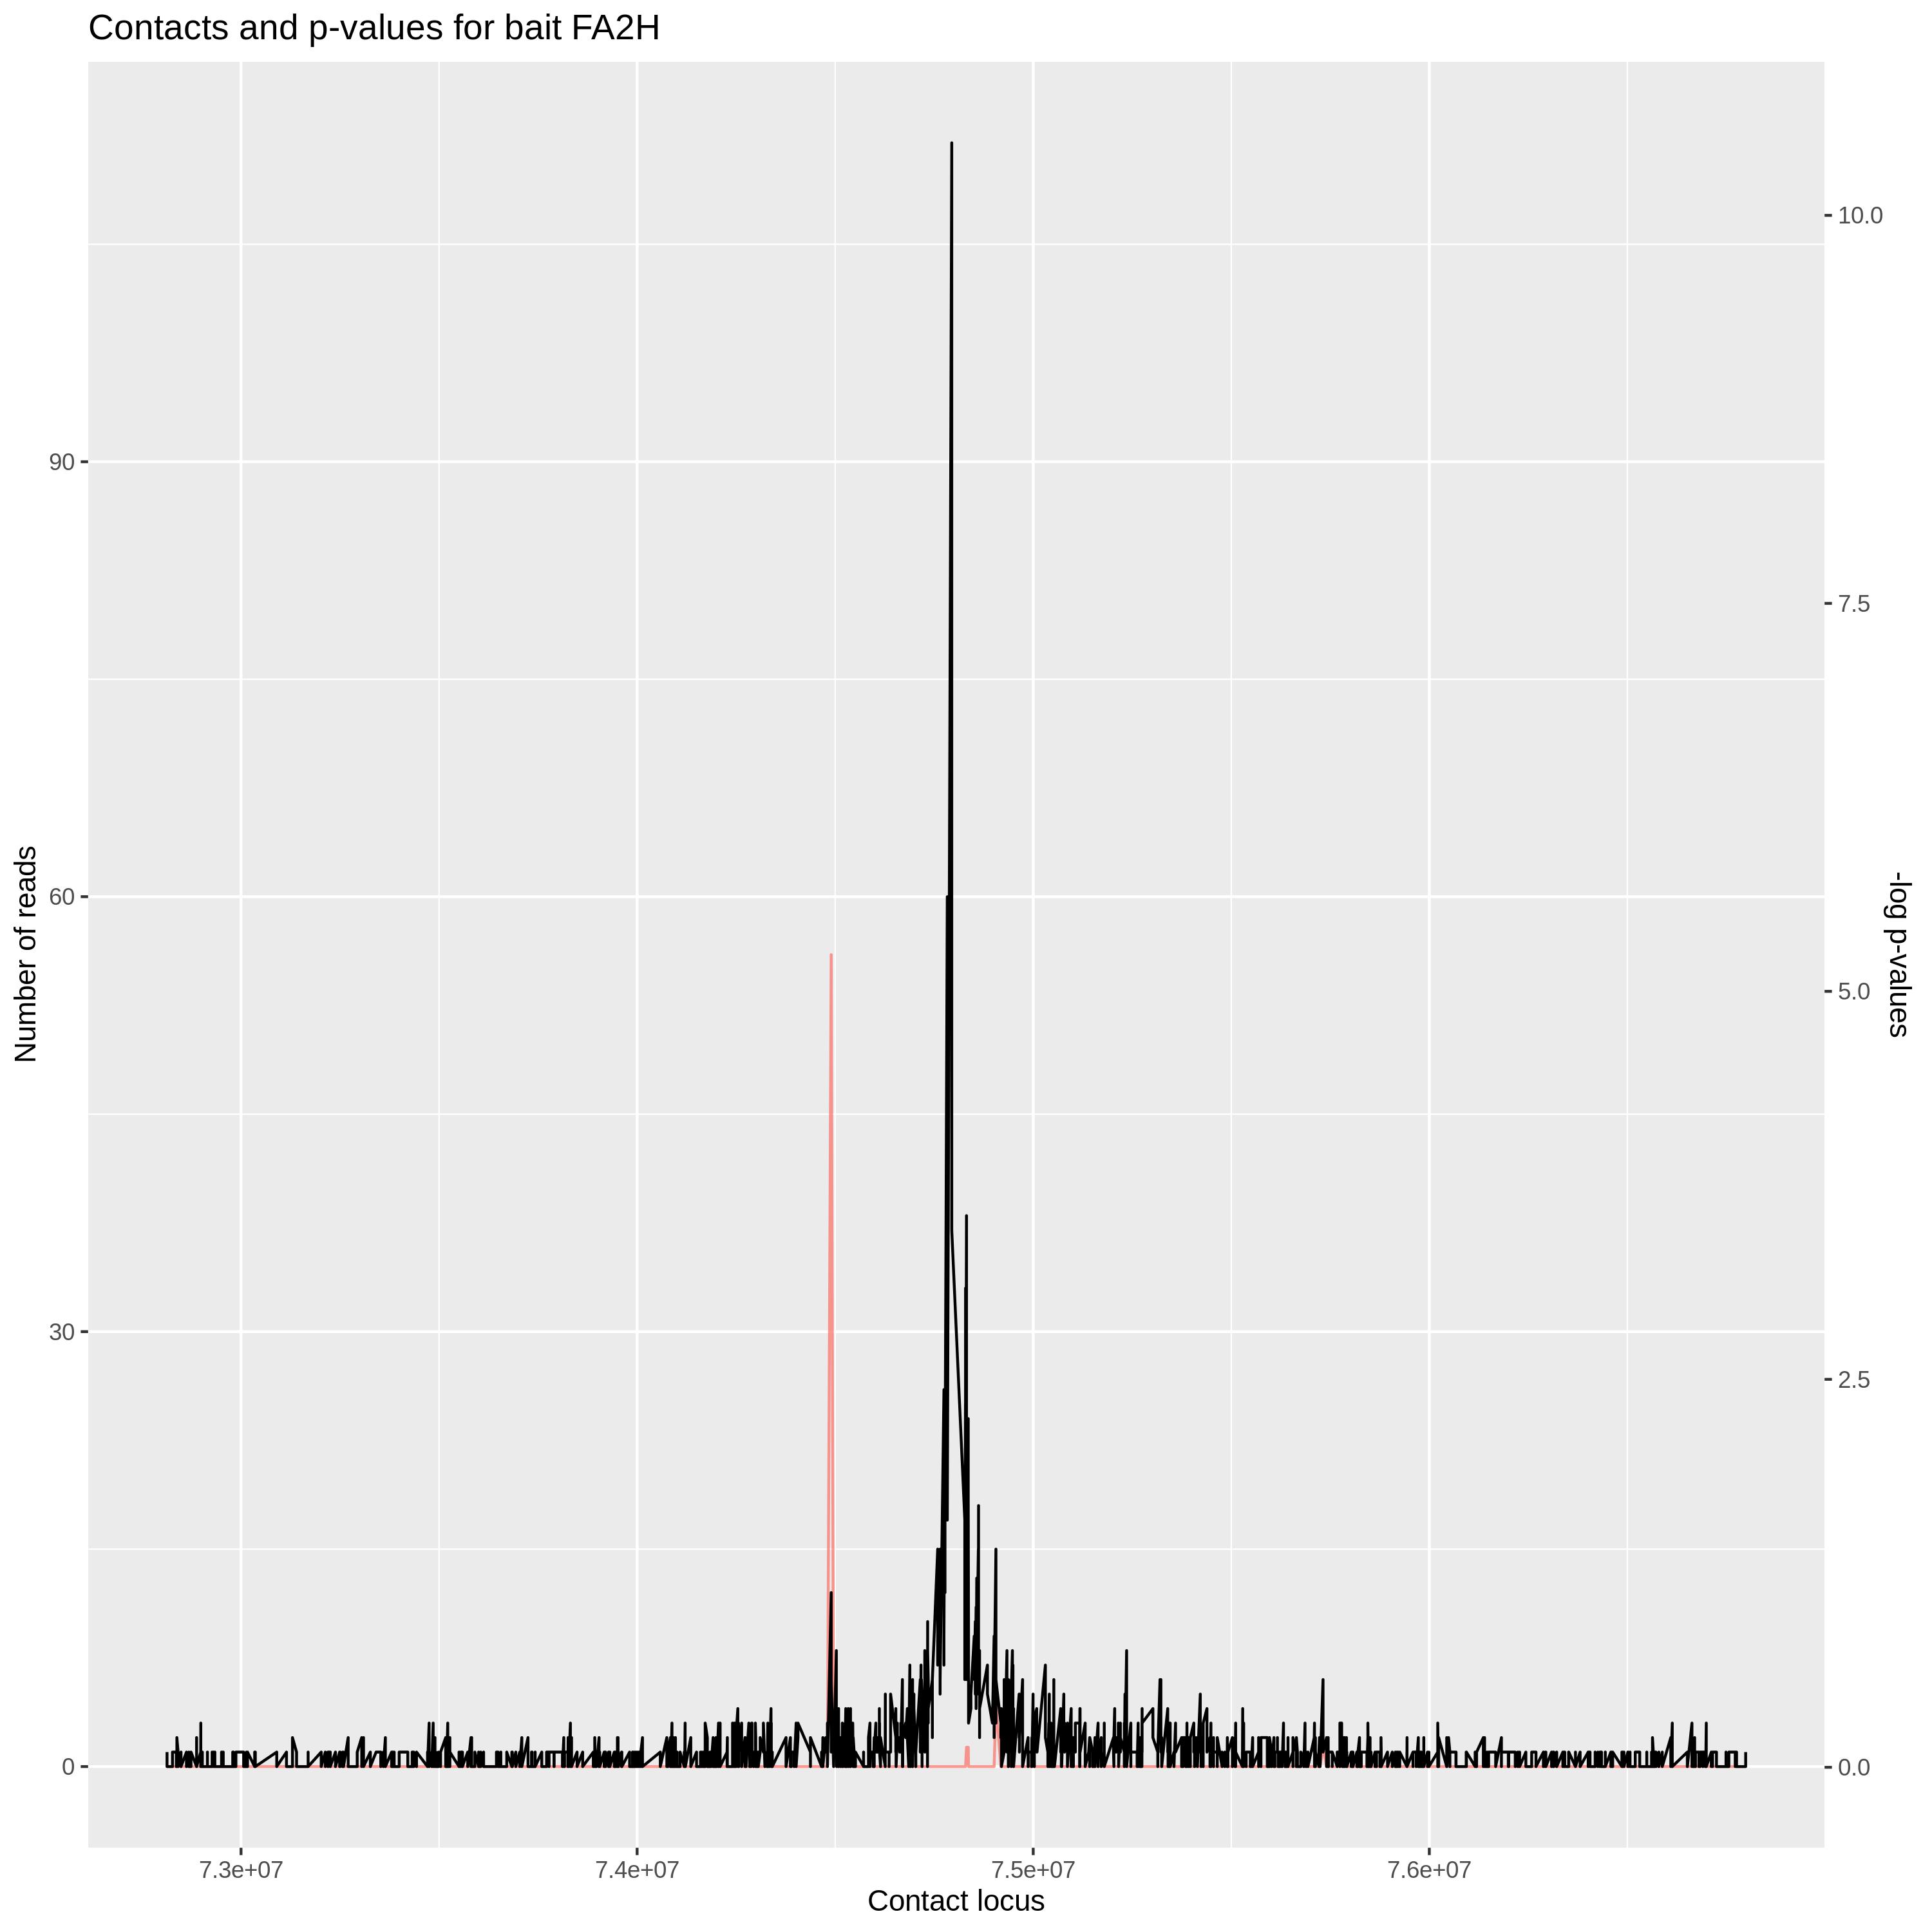 Contacts and p-values for bait FA2H
Number of reads
90
60
30
0
10.0
7.5
5.0
2.5
0.0
-log p-values
7.3e+07
7.4e+07
7.5e+07
7.6e+07
Contact locus